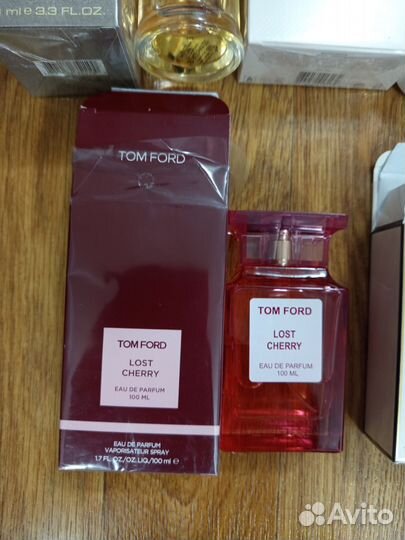 ml e 3.3 FL.OZ.
TOM FORD
TOM FORD
LOST
CHERRY
EAU DE PARFUM
100 ML
EAU DE PARFUM
VAPORISATEUR SPRAY
1.7 FL.OZ./OZ.LIQ./100 ml e
TOM FORD
LOST
CHERRY
EAU DE PARFUM
100 ML
Avito